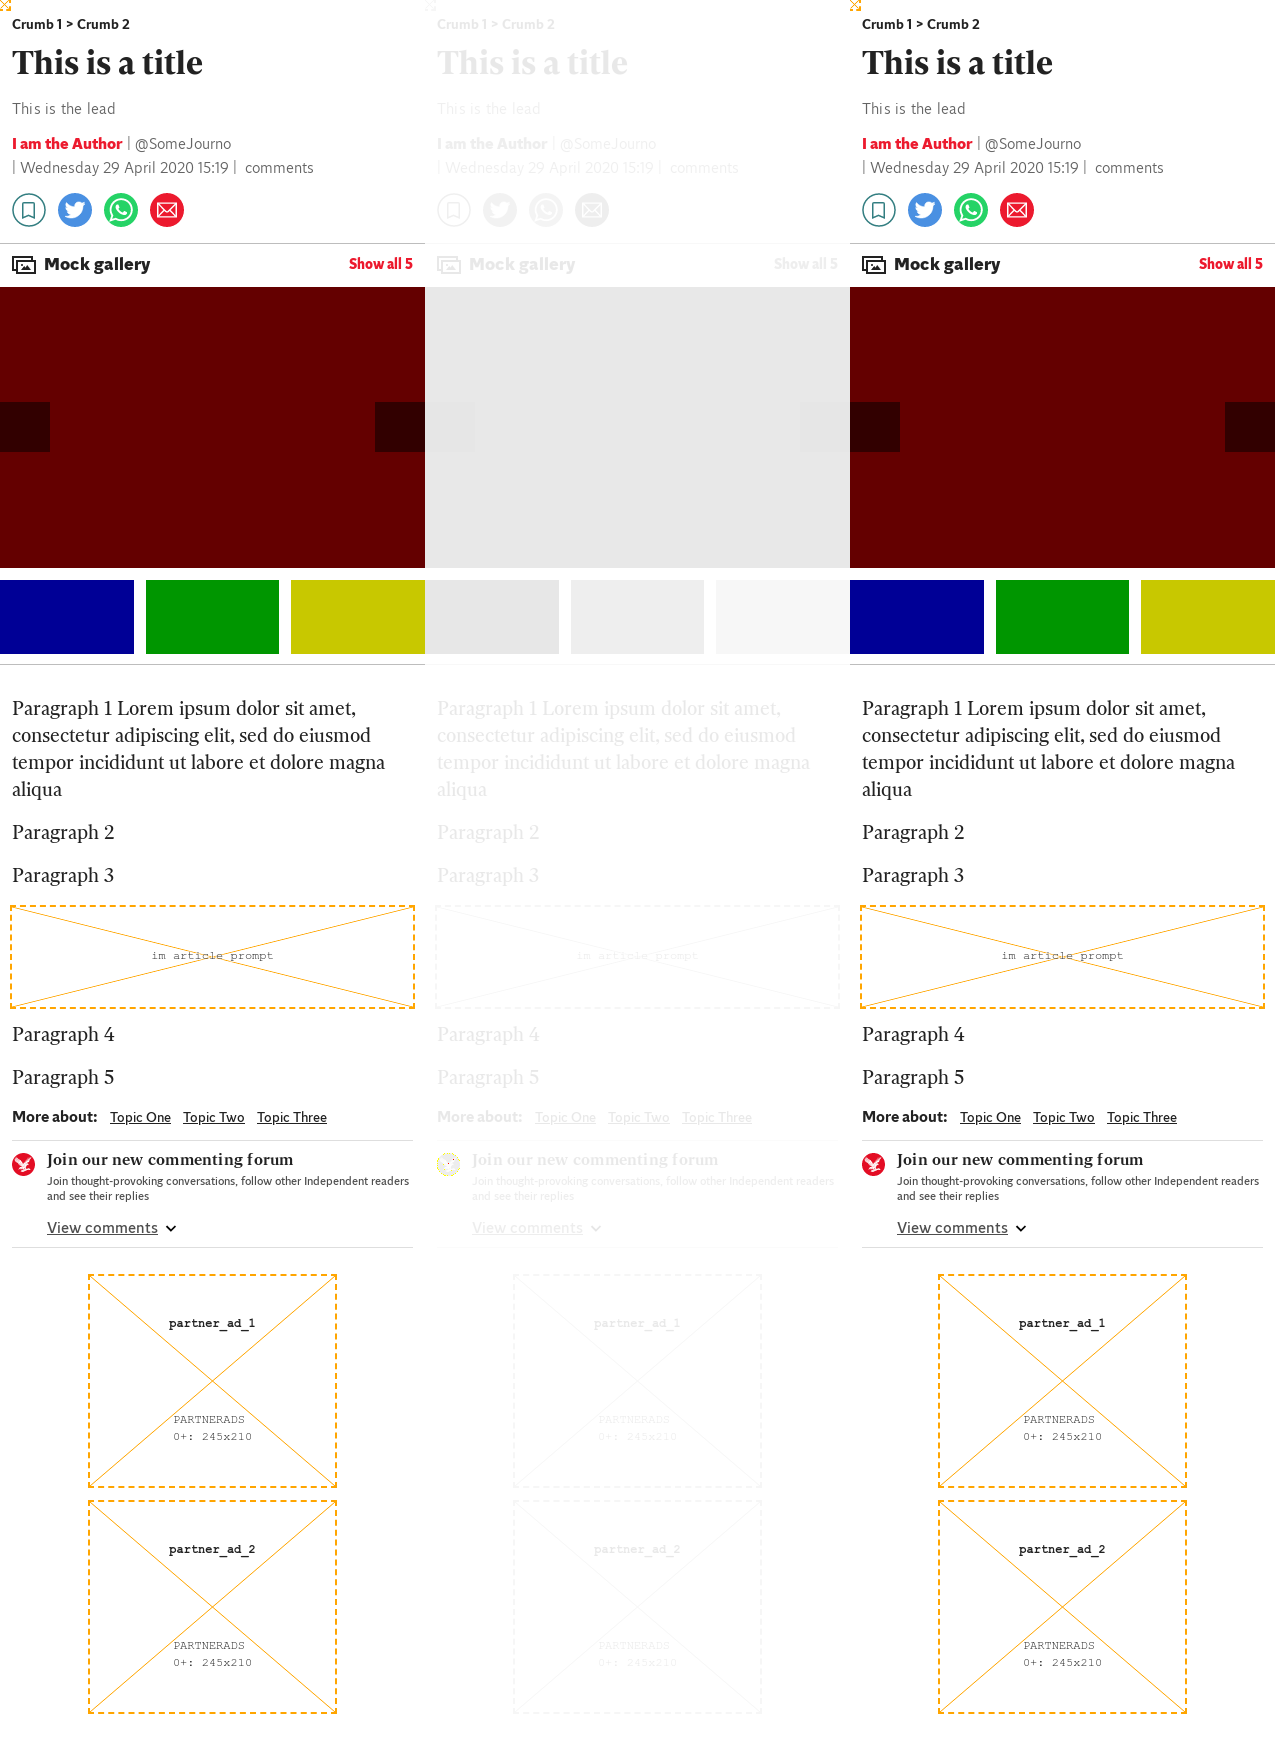 Crumb 1 > Crumb 2
This is a title
This is the lead
I am the Author | @SomeJourno
| Wednesday 29 April 2020 15:19 | comments
Mock gallery
Show all 5
Paragraph 1 Lorem ipsum dolor sit amet,
consectetur adipiscing elit, sed do eiusmod
tempor incididunt ut labore et dolore magna
aliqua
Paragraph 2
Paragraph 3
im article prompt
Paragraph 4
Paragraph 5
More about: Topic One Topic Two Topic Three
Join our new commenting forum
Join thought-provoking conversations, follow other Independent readers
and see their replies
View comments
partner_ad_1
PARTNERADS
0+: 245x210
partner_ad_2
PARTNERADS
0+: 245x210
Crumb 1 > Crumb 2
This is a title
This is the lead
I am the Author | @SomeJourno
| Wednesday 29 April 2020 15:19 | comments
Mock gallery
Show all 5
Paragraph 1 Lorem ipsum dolor sit amet,
consectetur adipiscing elit, sed do eiusmod
tempor incididunt ut labore et dolore magna
aliqua
Paragraph 2
Paragraph 3
im article prompt
Paragraph 4
Paragraph 5
More about: Topic One Topic Two Topic Three
Join our new commenting forum
Join thought-provoking conversations, follow other Independent readers
and see their replies
View comments
partner_ad_1
PARTNERADS
0+: 245x210
partner_ad_2
PARTNERADS
0+: 245x210
Crumb 1 > Crumb 2
This is a title
This is the lead
I am the Author | @SomeJourno
| Wednesday 29 April 2020 15:19 | comments
Mock gallery
Show all 5
Paragraph 1 Lorem ipsum dolor sit amet,
consectetur adipiscing elit, sed do eiusmod
tempor incididunt ut labore et dolore magna
aliqua
Paragraph 2
Paragraph 3
im article prompt
Paragraph 4
Paragraph 5
More about: Topic One Topic Two Topic Three
Join our new commenting forum
Join thought-provoking conversations, follow other Independent readers
and see their replies
View comments
partner_ad_1
PARTNERADS
0+: 245x210
partner_ad_2
PARTNERADS
0+: 245x210